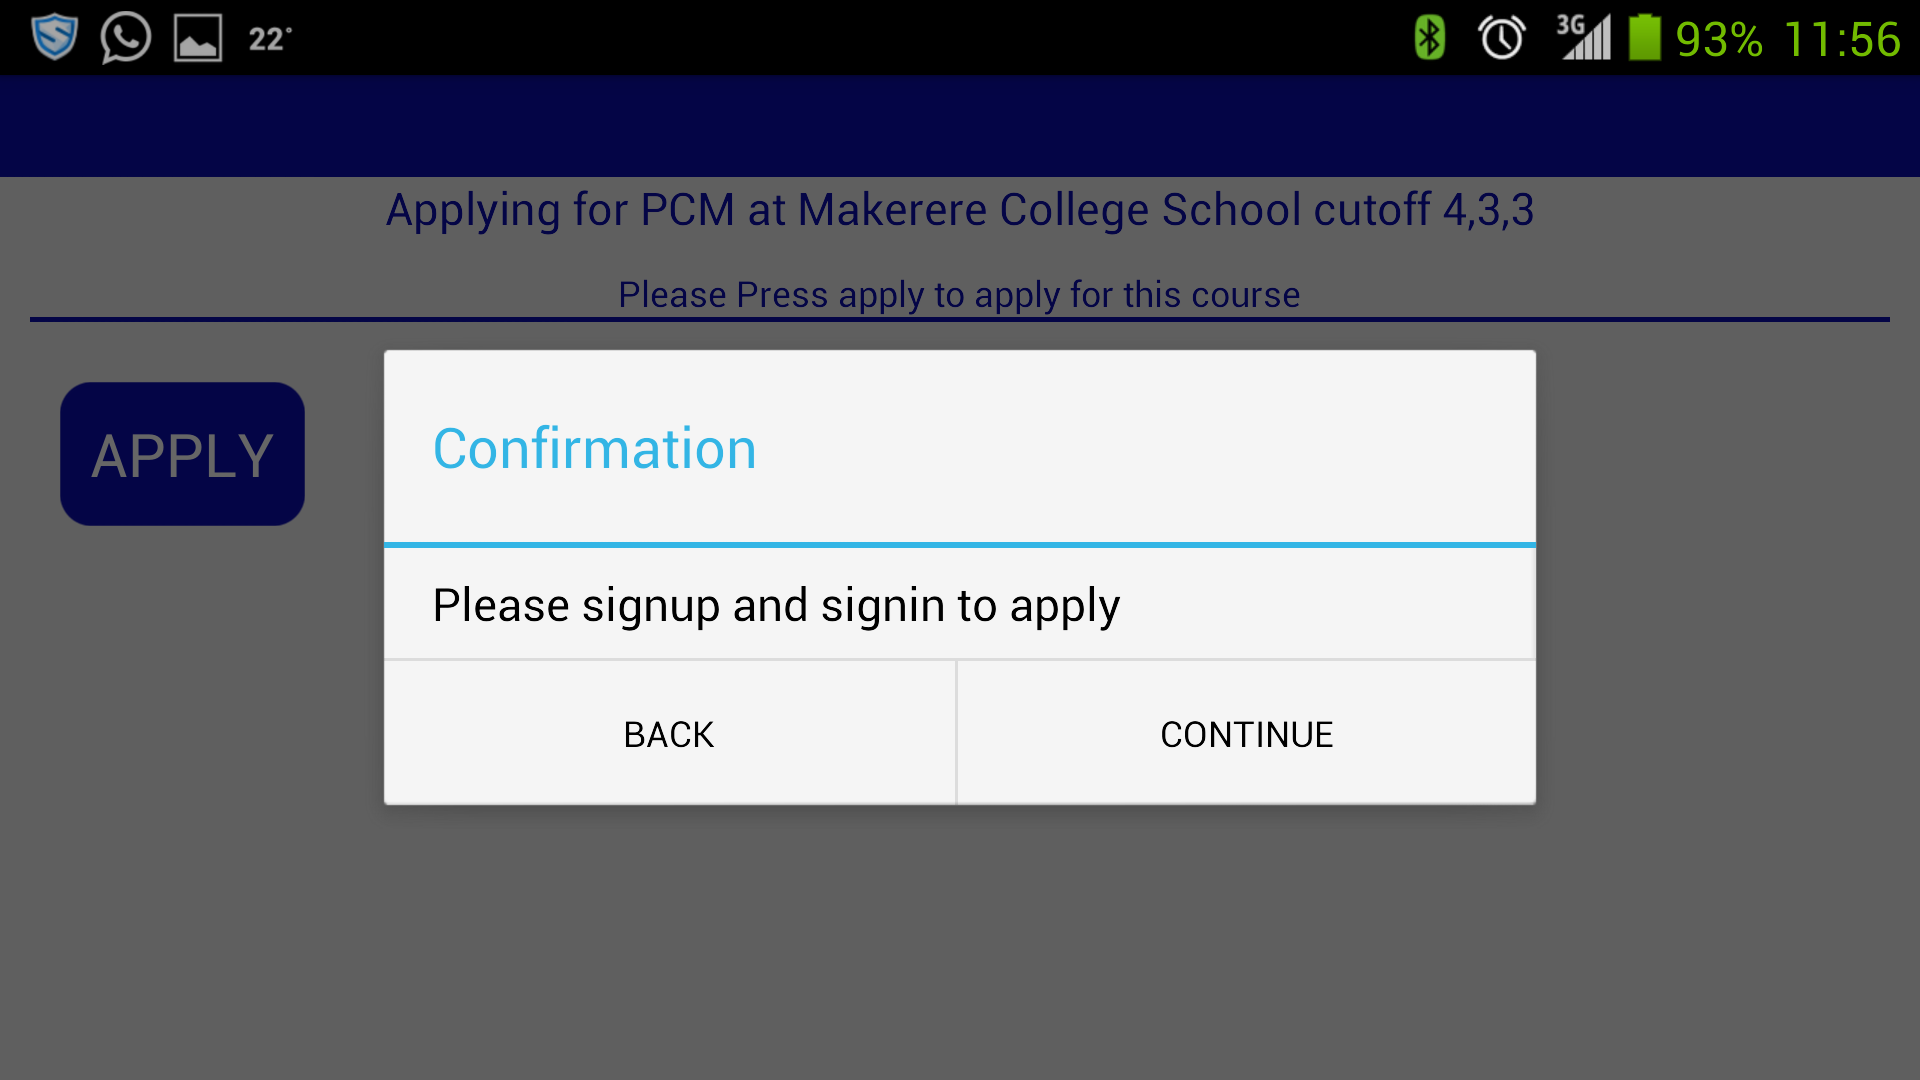 22°
3G
93% 11:56
Applying for PCM at Makerere College School cutoff 4,3,3
Please Press apply to apply for this course
APPLY
Confirmation
Please signup and signin to apply
BACK
CONTINUE